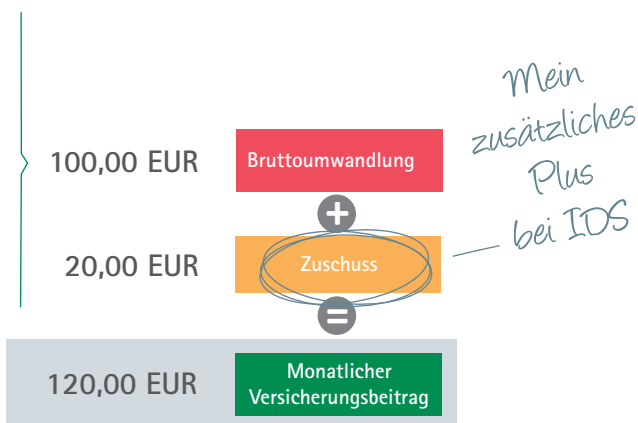 100,00 EUR Bruttoumwandlung
+
20,00 EUR Zuschuss
=
120,00 EUR Monatlicher
Versicherungsbeitrag
Mein
zusätzliches
Plus
bei IDS